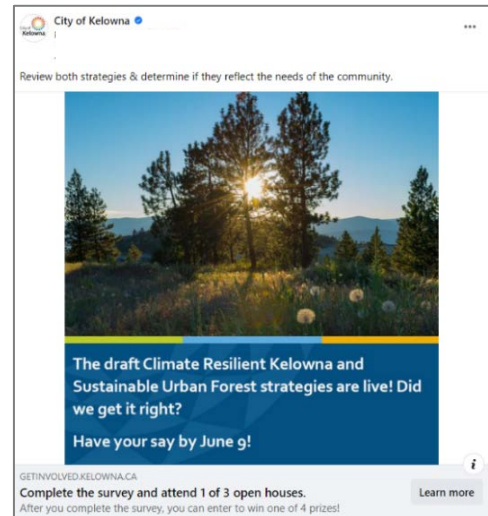 City of Kelowna
Kelowna
Review both strategies & determine if they reflect the needs of the community.
The draft Climate Resilient Kelowna and
Sustainable Urban Forest strategies are live! Did
we get it right?
Have your say by June 9!
i
GETINVOLVED.KELOWNA.CA
Complete the survey and attend 1 of 3 open houses.
Learn more
After you complete the survey, you can enter to win one of 4 prizes!